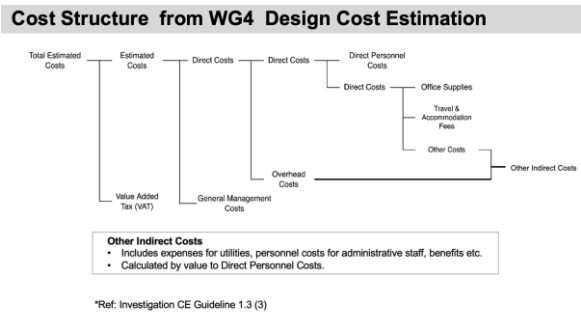 Cost Structure from WG4 Design Cost Estimation
Total Estimated
Costs
Estimated
Costs
Direct Costs
Direct Costs
Direct Personnel
Costs
Direct Costs
Office Supplies
Travel &
Accommodation
Fees
Other Costs
Other Indirect Costs
Overhead
Costs
Value Added
Tax (VAT)
General Management
Costs
Other Indirect Costs
• Includes expenses for utilities, personnel costs for administrative staff, benefits etc.
• Calculated by value to Direct Personnel Costs.
*Ref: Investigation CE Guideline 1.3 (3)